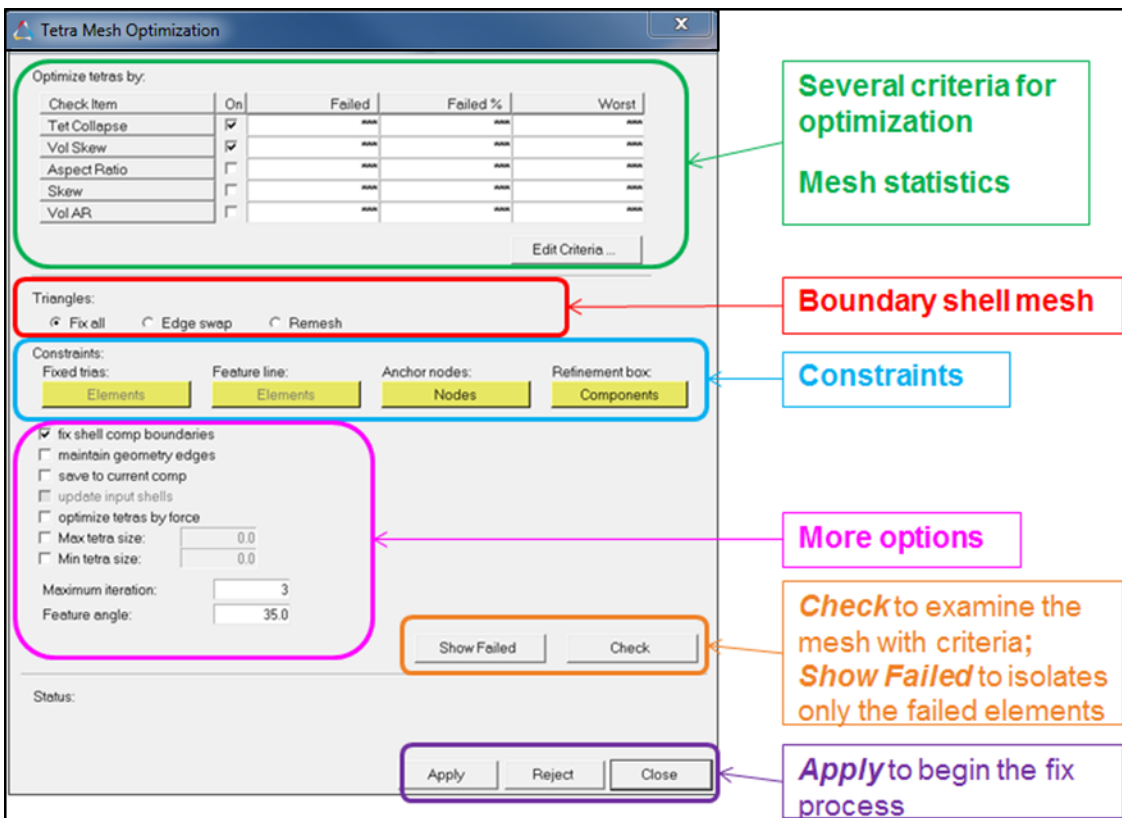 Tetra Mesh Optimization
x
Optimize tetras by:
Check Item On Failed Failed % Worst
Tet Collapse *** *** ***
Vol Skew *** *** ***
Aspect Ratio *** *** ***
Skew *** *** ***
Vol AR *** *** ***
Edit Criteria ...
Several criteria for
optimization
Mesh statistics
Triangles:
Fix all Edge swap Remesh
Boundary shell mesh
Constraints:
Fixed trias: Feature line: Anchor nodes: Refinement box:
Elements Elements Nodes Components
Constraints
fix shell comp boundaries
maintain geometry edges
save to current comp
update input shells
optimize tetras by force
Max tetra size: 0.0
Min tetra size: 0.0
Maximum iteration: 3
Feature angle: 35.0
More options
Show Failed Check
Check to examine the
mesh with criteria;
Show Failed to isolates
only the failed elements
Status:
Apply Reject Close
Apply to begin the fix
process